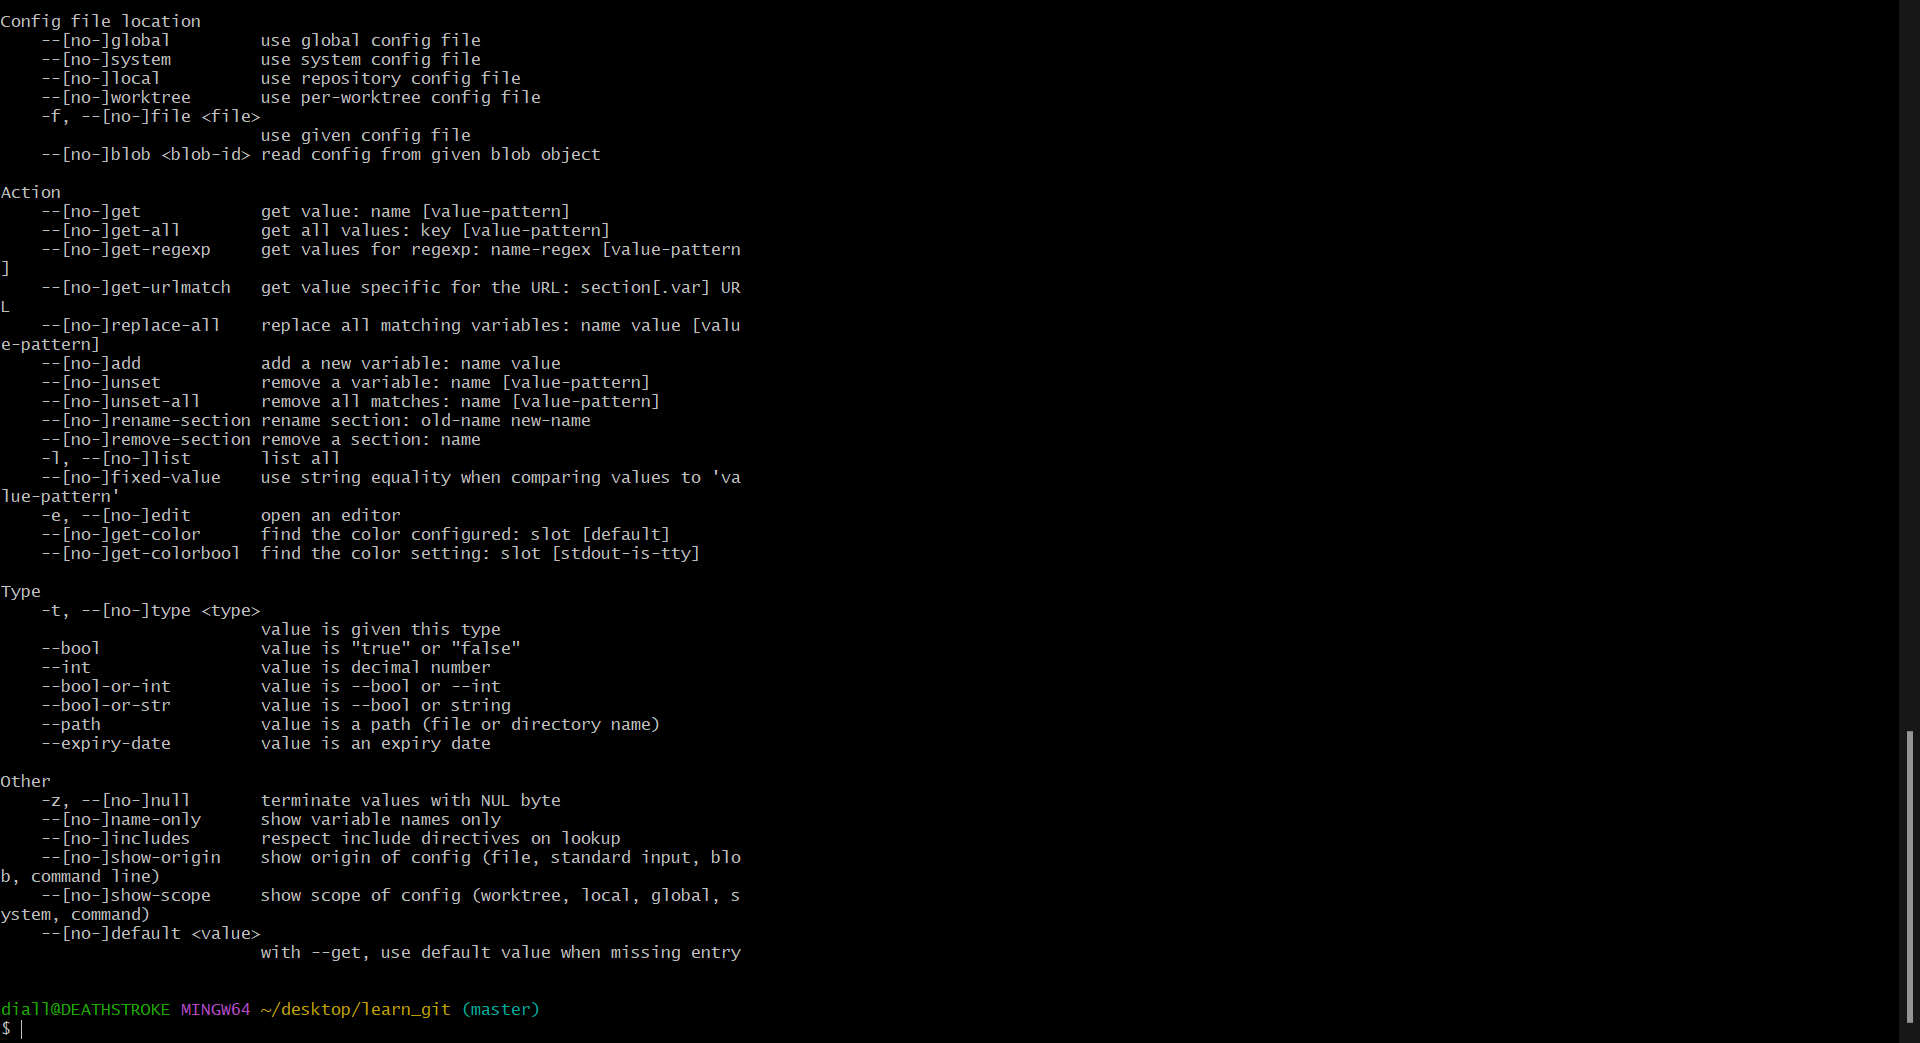 Config file location
    --[no-]global         use global config file
    --[no-]system         use system config file
    --[no-]local          use repository config file
    --[no-]worktree       use per-worktree config file
    -f, --[no-]file <file>
                          use given config file
    --[no-]blob <blob-id> read config from given blob object

Action
    --[no-]get            get value: name [value-pattern]
    --[no-]get-all        get all values: key [value-pattern]
    --[no-]get-regexp     get values for regexp: name-regex [value-pattern
]
    --[no-]get-urlmatch   get value specific for the URL: section[.var] UR
L
    --[no-]replace-all    replace all matching variables: name value [valu
e-pattern]
    --[no-]add            add a new variable: name value
    --[no-]unset          remove a variable: name [value-pattern]
    --[no-]unset-all      remove all matches: name [value-pattern]
    --[no-]rename-section rename section: old-name new-name
    --[no-]remove-section remove a section: name
    -l, --[no-]list       list all
    --[no-]fixed-value    use string equality when comparing values to 'va
lue-pattern'
    -e, --[no-]edit       open an editor
    --[no-]get-color      find the color configured: slot [default]
    --[no-]get-colorbool  find the color setting: slot [stdout-is-tty]

Type
    -t, --[no-]type <type>
                          value is given this type
    --bool                value is "true" or "false"
    --int                 value is decimal number
    --bool-or-int         value is --bool or --int
    --bool-or-str         value is --bool or string
    --path                value is a path (file or directory name)
    --expiry-date         value is an expiry date

Other
    -z, --[no-]null       terminate values with NUL byte
    --[no-]name-only      show variable names only
    --[no-]includes       respect include directives on lookup
    --[no-]show-origin    show origin of config (file, standard input, blo
b, command line)
    --[no-]show-scope     show scope of config (worktree, local, global, s
ystem, command)
    --[no-]default <value>
                          with --get, use default value when missing entry

diall@DEATHSTROKE MINGW64 ~/desktop/learn_git (master)
$